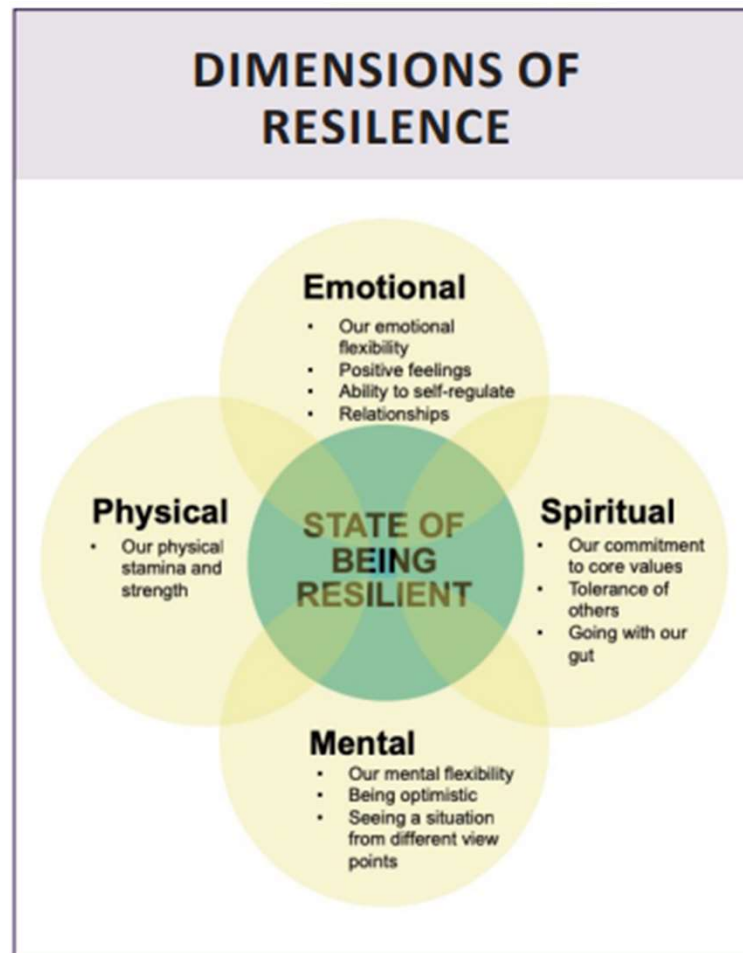 DIMENSIONS OF
RESILENCE
Emotional
• Our emotional
flexibility
• Positive feelings
• Ability to self-regulate
• Relationships
Physical
• Our physical
stamina and
strength
STATE OF
BEING
RESILIENT
Spiritual
• Our commitment
to core values
• Tolerance of
others
• Going with our
gut
Mental
• Our mental flexibility
• Being optimistic
• Seeing a situation
from different view
points